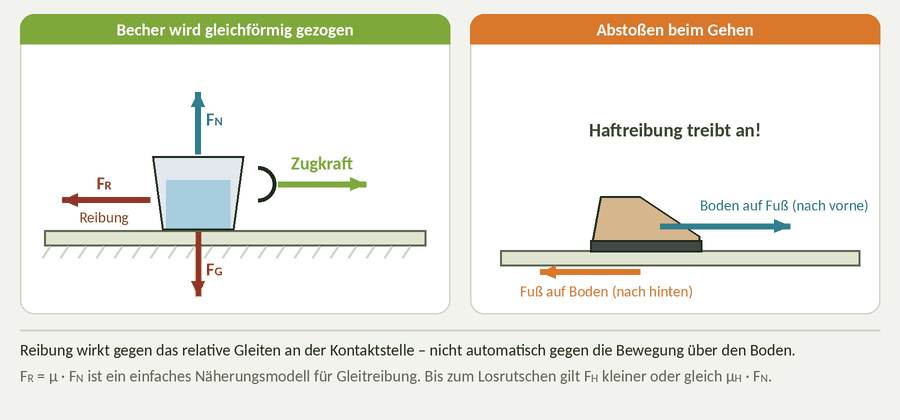 Becher wird gleichförmig gezogen
FN
Zugkraft
FR
Reibung
FG
Abstoßen beim Gehen
Haftreibung treibt an!
Boden auf Fuß (nach vorne)
Fuß auf Boden (nach hinten)
Reibung wirkt gegen das relative Gleiten an der Kontaktstelle – nicht automatisch gegen die Bewegung über den Boden.
FR = μ · FN ist ein einfaches Näherungsmodell für Gleitreibung. Bis zum Losrutschen gilt FH kleiner oder gleich μH · FN.